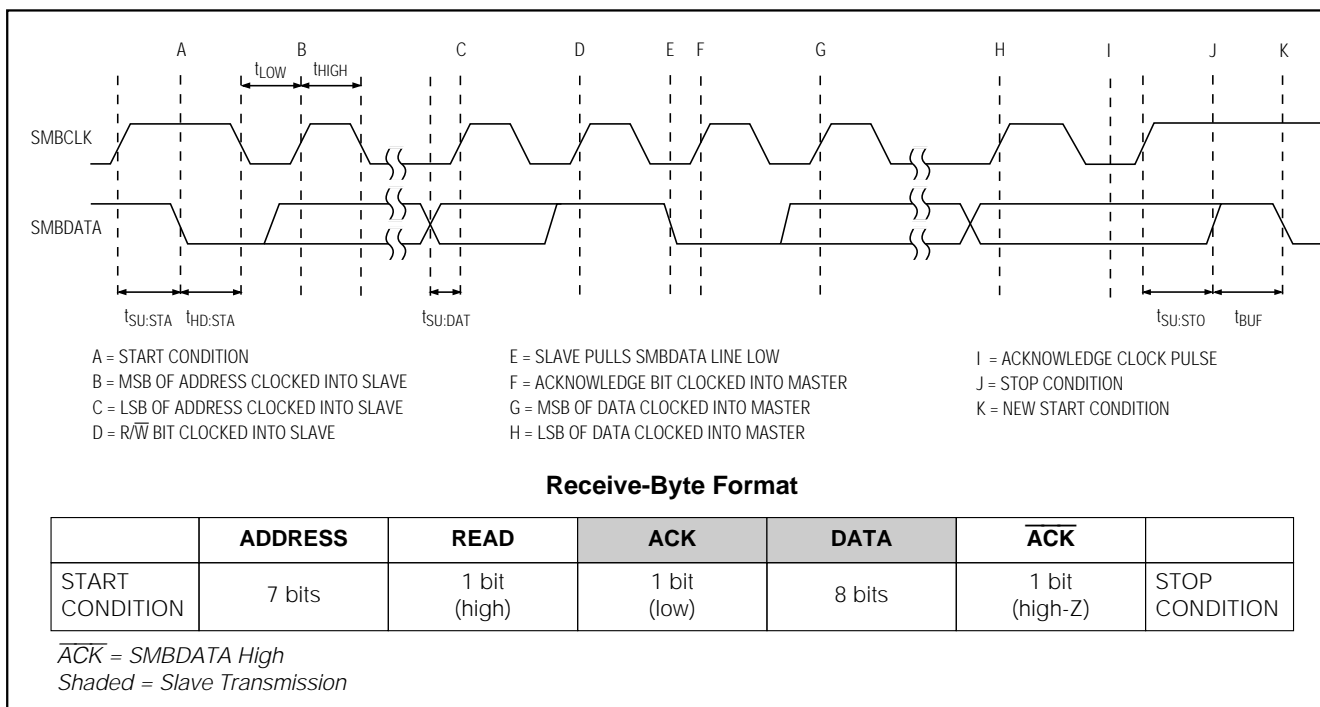 A B C D E F G H I J K
tLOW tHIGH
SMBCLK
SMBDATA
tSU:STA tHD:STA tSU:DAT tSU:STO tBUF
A = START CONDITION
B = MSB OF ADDRESS CLOCKED INTO SLAVE
C = LSB OF ADDRESS CLOCKED INTO SLAVE
D = R/W̅ BIT CLOCKED INTO SLAVE
E = SLAVE PULLS SMBDATA LINE LOW
F = ACKNOWLEDGE BIT CLOCKED INTO MASTER
G = MSB OF DATA CLOCKED INTO MASTER
H = LSB OF DATA CLOCKED INTO MASTER
I = ACKNOWLEDGE CLOCK PULSE
J = STOP CONDITION
K = NEW START CONDITION
Receive-Byte Format
ADDRESS READ ACK DATA A̅C̅K̅
START CONDITION 7 bits 1 bit (high) 1 bit (low) 8 bits 1 bit (high-Z) STOP CONDITION
A̅C̅K̅ = SMBDATA High
Shaded = Slave Transmission